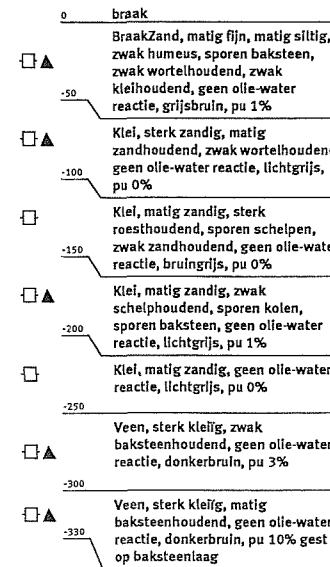 0 braak
BraakZand, matig fijn, matig siltig,
zwak humeus, sporen baksteen,
zwak wortelhoudend, zwak
kleihoudend, geen olie-water
-50 reactie, grijsbruin, pu 1%
Klei, sterk zandig, matig
zandhoudend, zwak wortelhoudend
geen olie-water reactie, lichtgrijs,
-100 pu 0%
Klei, matig zandig, sterk
roesthoudend, sporen schelpen,
zwak zandhoudend, geen olie-wate
-150 reactie, bruingrijs, pu 0%
Klei, matig zandig, zwak
schelphoudend, sporen kolen,
sporen baksteen, geen olie-water
-200 reactie, lichtgrijs, pu 1%
Klei, matig zandig, geen olie-water
reactie, lichtgrijs, pu 0%
-250
Veen, sterk kleiïg, zwak
baksteenhoudend, geen olie-water
reactie, donkerbruin, pu 3%
-300
Veen, sterk kleiïg, matig
baksteenhoudend, geen olie-water
-330 reactie, donkerbruin, pu 10% gest
op baksteenlaag